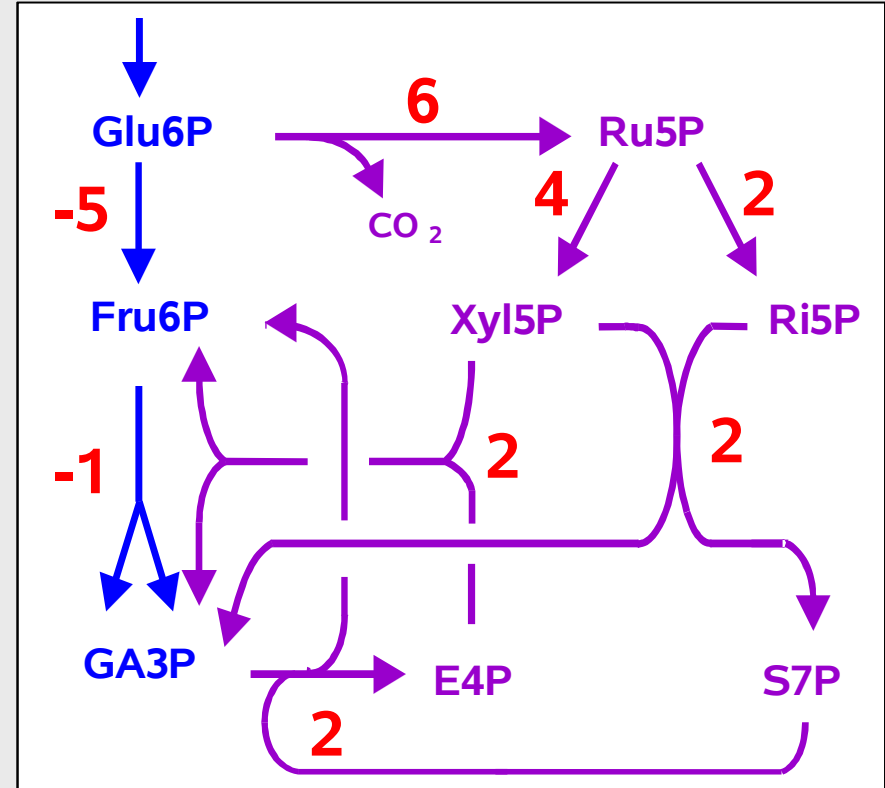 6
Glu6P
Ru5P
-5
4
2
CO 2
Fru6P
Xyl5P
Ri5P
-1
2
2
GA3P
E4P
S7P
2